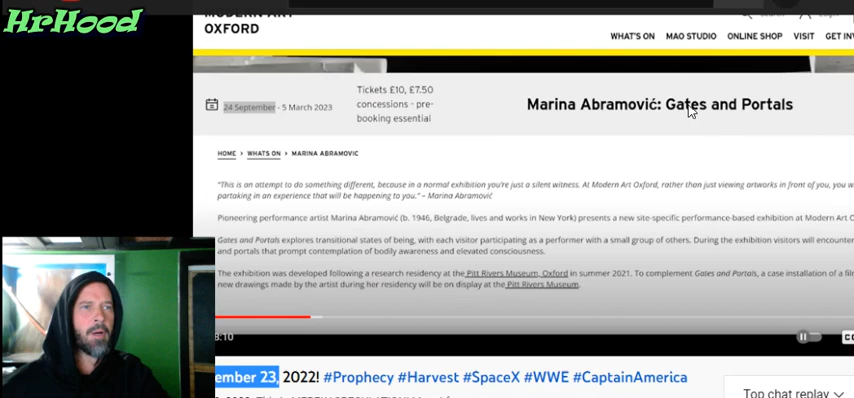 HrHood
MODERN ART
OXFORD
WHAT'S ON MAO STUDIO ONLINE SHOP VISIT GET
24 September - 5 March 2023
Tickets £10, £7.50
concessions - pre-
booking essential
Marina Abramović: Gates and Portals
HOME > WHATS ON > MARINA ABRAMOVIC
"This is an attempt to do something different, because in a normal exhibition you're just a silent witness. At Modern Art Oxford, rather than just viewing artworks in front of you, you
partaking in an experience that will be happening to you." – Marina Abramović
Pioneering performance artist Marina Abramović (b. 1946, Belgrade, lives and works in New York) presents a new site-specific performance-based exhibition at Modern Art
Gates and Portals explores transitional states of being, with each visitor participating as a performer with a small group of others. During the exhibition visitors will encounter
and portals that prompt contemplation of bodily awareness and elevated consciousness.
The exhibition was developed following a research residency at the Pitt Rivers Museum, Oxford in summer 2021. To complement Gates and Portals, a case installation of a
new drawings made by the artist during her residency will be on display at the Pitt Rivers Museum.
8:10
ember 23, 2022! #Prophecy #Harvest #SpaceX #WWE #CaptainAmerica
Top chat replay